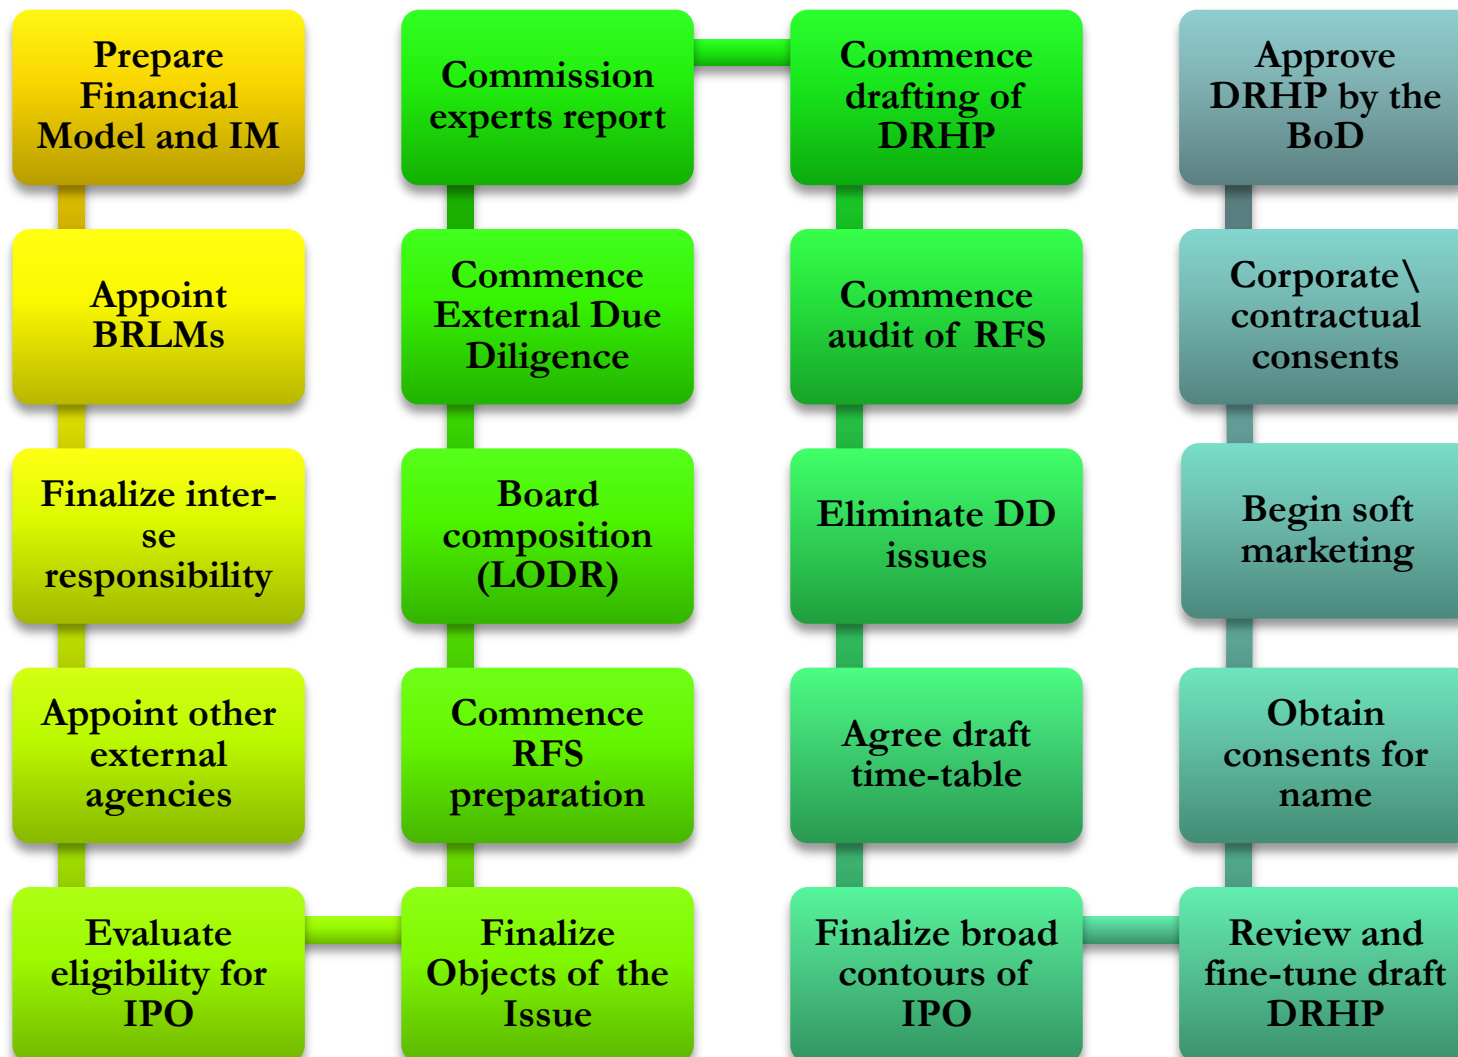 Prepare
Financial
Model and IM
Appoint
BRLMs
Finalize inter-
se
responsibility
Appoint other
external
agencies
Evaluate
eligibility for
IPO
Finalize
Objects of the
Issue
Commence
RFS
preparation
Board
composition
(LODR)
Commence
External Due
Diligence
Commission
experts report
Commence
drafting of
DRHP
Commence
audit of RFS
Eliminate DD
issues
Agree draft
time-table
Finalize broad
contours of
IPO
Review and
fine-tune draft
DRHP
Obtain
consents for
name
Begin soft
marketing
Corporate\
contractual
consents
Approve
DRHP by the
BoD